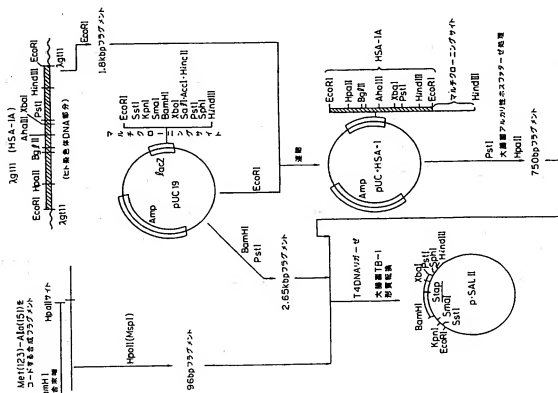 Met(123)-Ala(151)を
コードする合成フラグメント
HpaIIサイト
HpaII(MspI)
96bpフラグメント
λgt11 (HSA-1A)
EcoRI HpaII BglII AhaIII XbaI PstI HindIII EcoRI
λgt11
λgt11
(ヒト染色体DNA部分)
EcoRI
1.8kbpフラグメント
マルチクローニングサイト
EcoRI
SstI
KpnI
SmaI
BamHI
XbaI
SalI·AccI·HincII
PstI
SphI
HindIII
lacZ
Amp
pUC19
EcoRI
BamHI
PstI
2.65kbpフラグメント
連結
HSA-1A
EcoRI
HpaII
BglII
AhaIII
XbaI
PstI
HindIII
EcoRI
マルチクローニングサイト
HindIII
Amp
pUC-HSA-1
PstI
大腸菌アルカリ性ホスファターゼ処理
HpaII
750bpフラグメント
T4DNAリガーゼ
大腸菌TB-1
形質転換
BamHI
XbaI
PstI
SphI
HindIII
Stop
SmaI
SstI
KpnI
EcoRI
p-SAL II